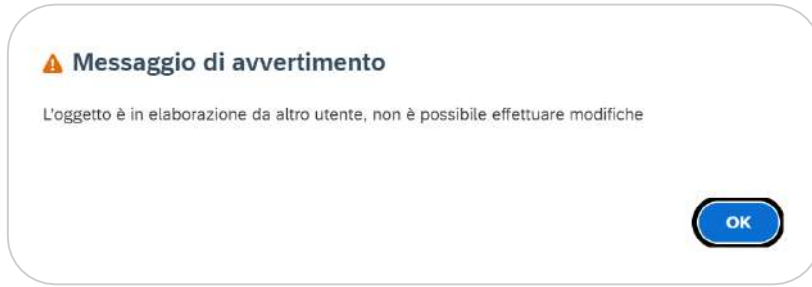 Messaggio di avvertimento
L'oggetto è in elaborazione da altro utente, non è possibile effettuare modifiche
OK